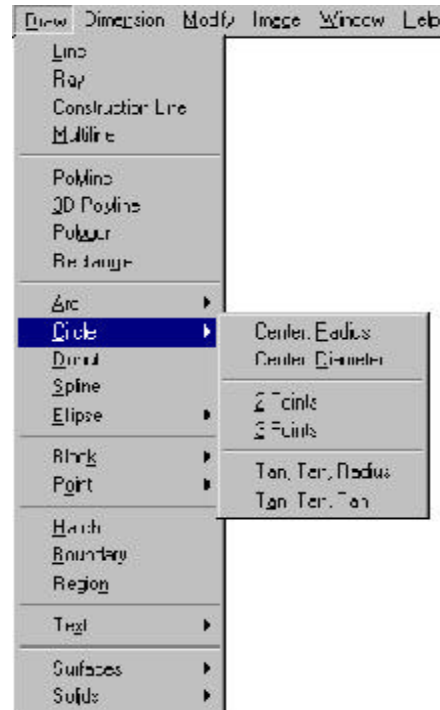 Draw Dimension Modify Image Window Help
Line
Ray
Construction Line
Multiline
Polyline
3D Polyline
Polygon
Rectangle
Arc
Circle
Donut
Spline
Ellipse
Block
Point
Hatch
Boundary
Region
Text
Surfaces
Solids
Center, Radius
Center, Diameter
2 Points
3 Points
Tan, Tan, Radius
Tan, Tan, Tan